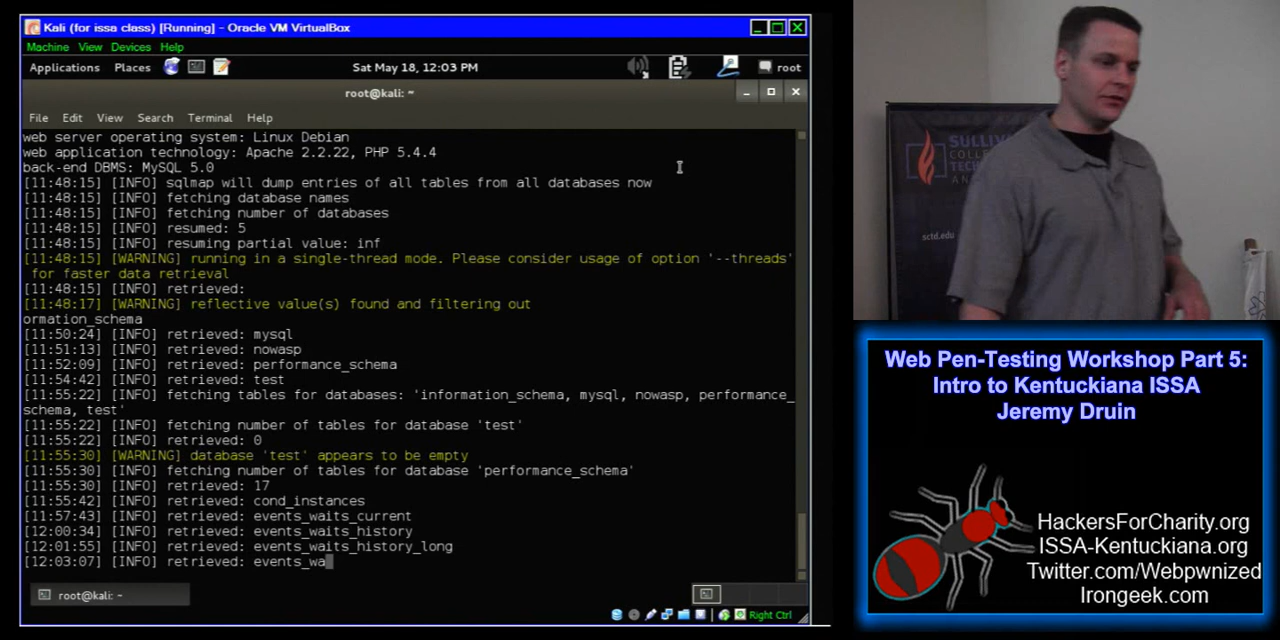 Kali (for issa class) [Running] - Oracle VM VirtualBox
Machine View Devices Help
Applications Places Sat May 18, 12:03 PM root
root@kali: ~
File Edit View Search Terminal Help
web server operating system: Linux Debian
web application technology: Apache 2.2.22, PHP 5.4.4
back-end DBMS: MySQL 5.0
[11:48:15] [INFO] sqlmap will dump entries of all tables from all databases now
[11:48:15] [INFO] fetching database names
[11:48:15] [INFO] fetching number of databases
[11:48:15] [INFO] resumed: 5
[11:48:15] [INFO] resuming partial value: inf
[11:48:15] [WARNING] running in a single-thread mode. Please consider usage of option '--threads'
for faster data retrieval
[11:48:15] [INFO] retrieved:
[11:48:17] [WARNING] reflective value(s) found and filtering out
ormation_schema
[11:50:24] [INFO] retrieved: mysql
[11:51:13] [INFO] retrieved: nowasp
[11:52:09] [INFO] retrieved: performance_schema
[11:54:42] [INFO] retrieved: test
[11:55:22] [INFO] fetching tables for databases: 'information_schema, mysql, nowasp, performance_
schema, test'
[11:55:22] [INFO] fetching number of tables for database 'test'
[11:55:22] [INFO] retrieved: 0
[11:55:30] [WARNING] database 'test' appears to be empty
[11:55:30] [INFO] fetching number of tables for database 'performance_schema'
[11:55:30] [INFO] retrieved: 17
[11:55:42] [INFO] retrieved: cond_instances
[11:57:43] [INFO] retrieved: events_waits_current
[12:00:34] [INFO] retrieved: events_waits_history
[12:01:55] [INFO] retrieved: events_waits_history_long
[12:03:07] [INFO] retrieved: events_wa
root@kali: ~
Right Ctrl
sctd.edu
Web Pen-Testing Workshop Part 5:
Intro to Kentuckiana ISSA
Jeremy Druin
HackersForCharity.org
ISSA-Kentuckiana.org
Twitter.com/Webpwnized
Irongeek.com